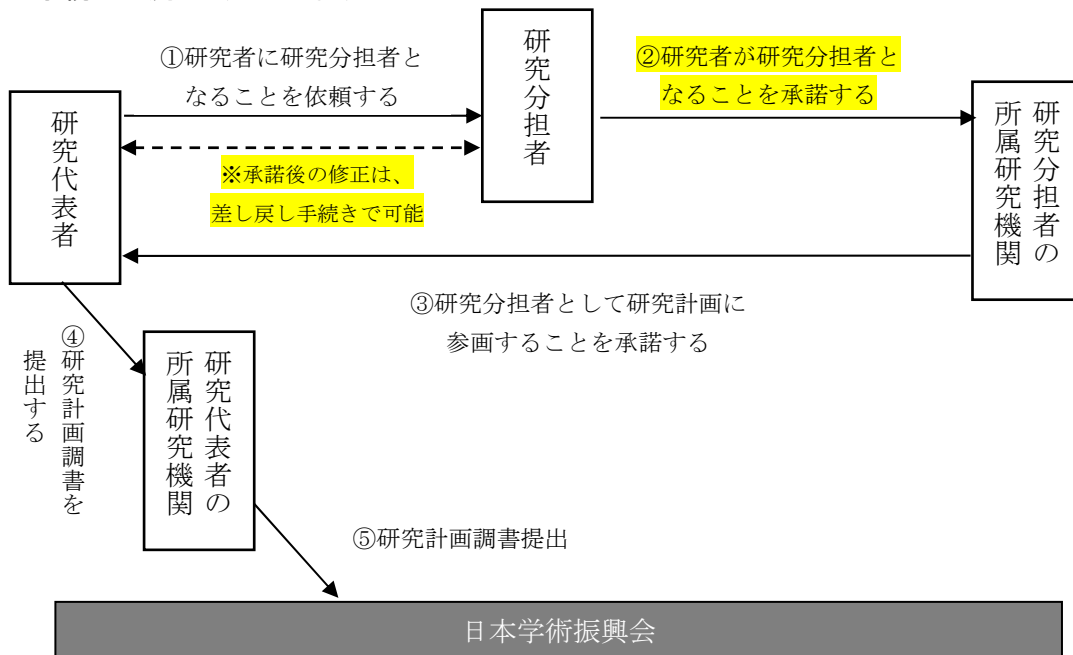 ①研究者に研究分担者と
なることを依頼する
研究分担者
②研究者が研究分担者と
なることを承諾する
研究代表者
※承諾後の修正は、
差し戻し手続きで可能
研究分担者の
所属研究機関
③研究分担者として研究計画に
参画することを承諾する
④研究計画調書を
提出する
研究代表者の
所属研究機関
⑤研究計画調書提出
日本学術振興会